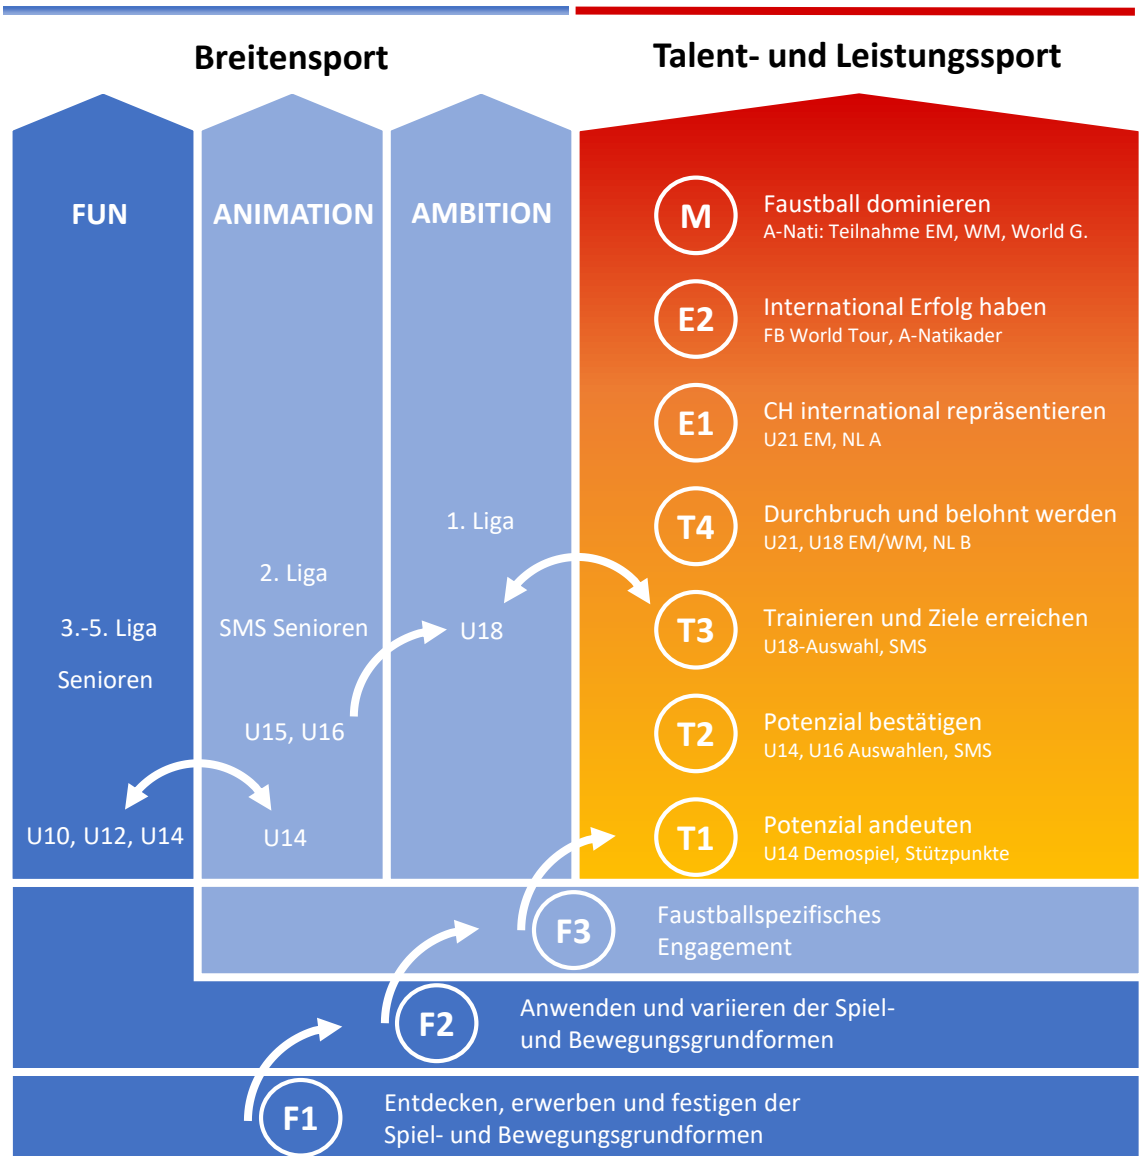 Breitensport
Talent- und Leistungssport
FUN
ANIMATION
AMBITION
3.-5. Liga
Senioren
U10, U12, U14
2. Liga
SMS Senioren
U15, U16
U14
1. Liga
U18
M
Faustball dominieren
A-Nati: Teilnahme EM, WM, World G.
E2
International Erfolg haben
FB World Tour, A-Natikader
E1
CH international repräsentieren
U21 EM, NL A
T4
Durchbruch und belohnt werden
U21, U18 EM/WM, NL B
T3
Trainieren und Ziele erreichen
U18-Auswahl, SMS
T2
Potenzial bestätigen
U14, U16 Auswahlen, SMS
T1
Potenzial andeuten
U14 Demospiel, Stützpunkte
F3
Faustballspezifisches
Engagement
F2
Anwenden und variieren der Spiel-
und Bewegungsgrundformen
F1
Entdecken, erwerben und festigen der
Spiel- und Bewegungsgrundformen